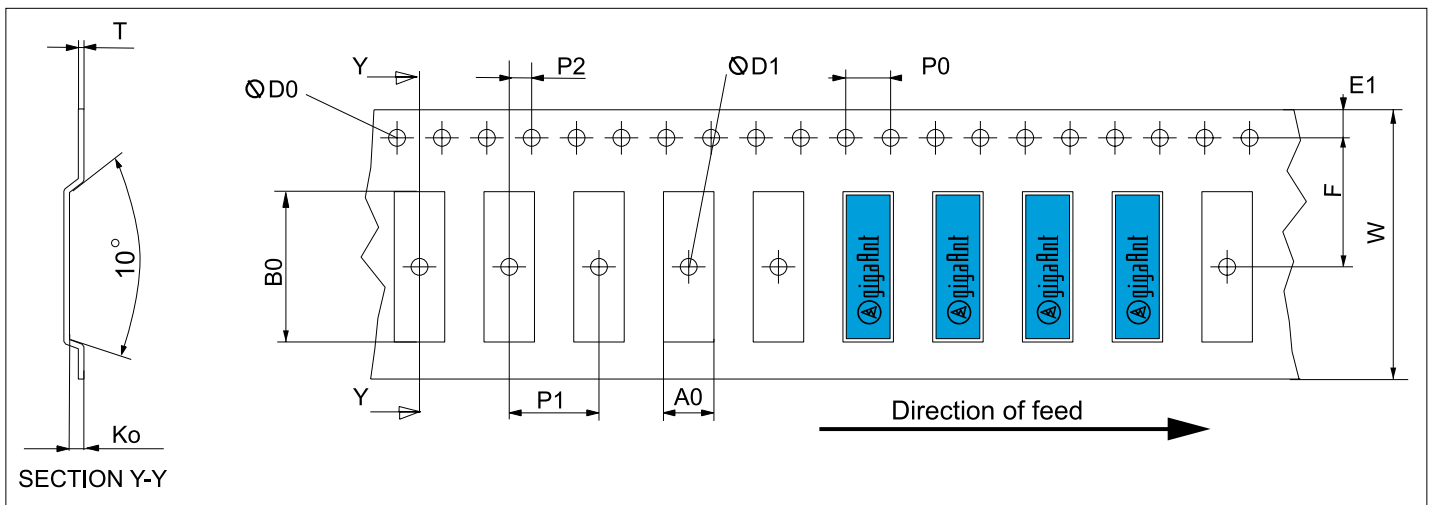 T
Y
P2
ØD1
P0
E1
ØD0
B0
10°
F
W
gigaAnt
gigaAnt
gigaAnt
gigaAnt
Y
P1
A0
Direction of feed
Ko
SECTION Y-Y